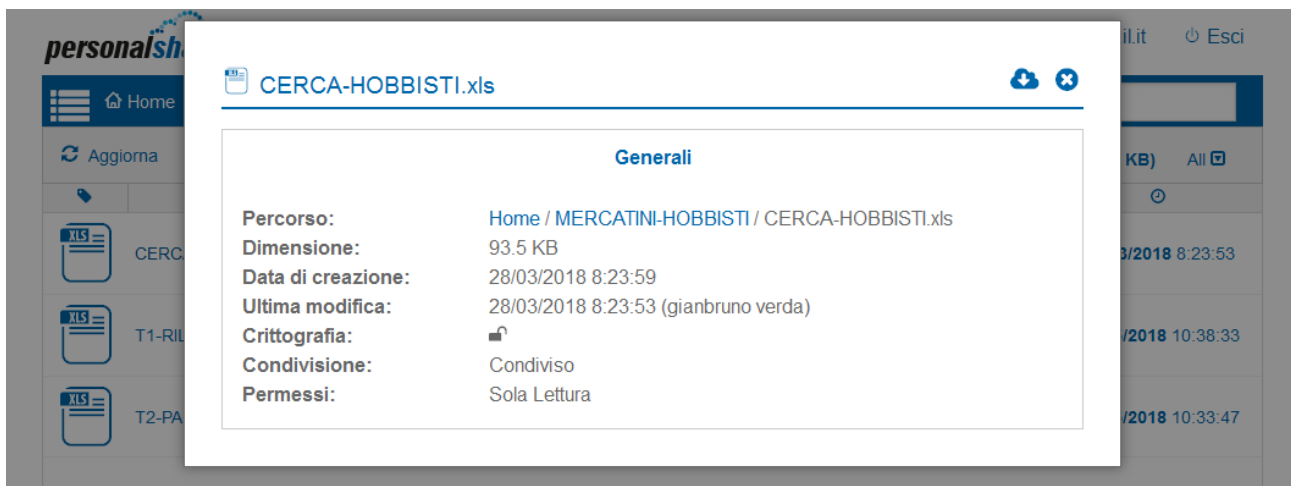 personalsh
il.it Esci
CERCA-HOBBISTI.xls
Home
Aggiorna
KB) All
Generali
Percorso: Home / MERCATINI-HOBBISTI / CERCA-HOBBISTI.xls
Dimensione: 93.5 KB
Data di creazione: 28/03/2018 8:23:59
Ultima modifica: 28/03/2018 8:23:53 (gianbruno verda)
Crittografia:
Condivisione: Condiviso
Permessi: Sola Lettura
XLS CERC 3/2018 8:23:53
XLS T1-RIL /2018 10:38:33
XLS T2-PA /2018 10:33:47